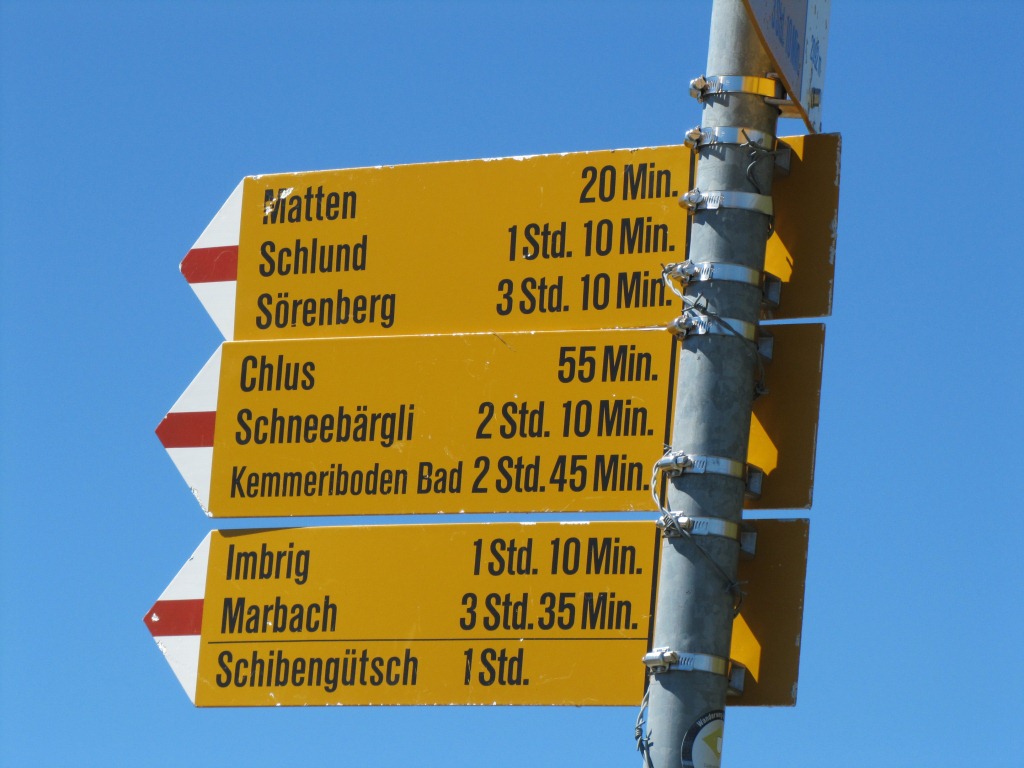 Matten 20 Min.
Schlund 1 Std. 10 Min.
Sörenberg 3 Std. 10 Min.
Chlus 55 Min.
Schneebärgli 2 Std. 10 Min.
Kemmeriboden Bad 2 Std. 45 Min.
Imbrig 1 Std. 10 Min.
Marbach 3 Std. 35 Min.
Schibengütsch 1 Std.